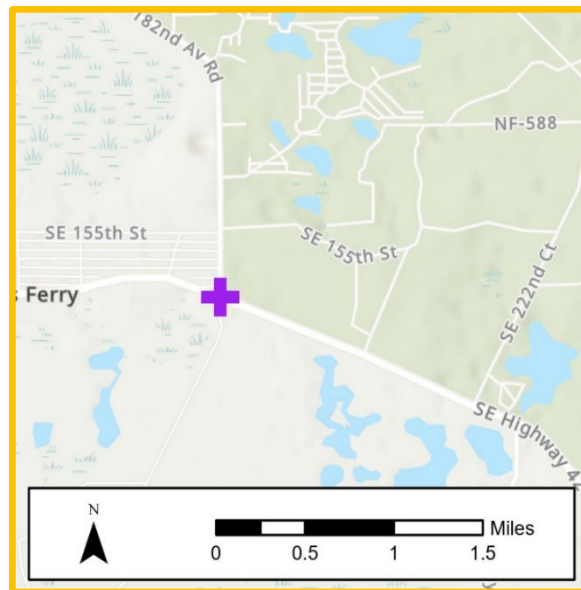 182nd Av Rd
NF-588
SE 155th St
SE 155th St
SE 222nd Ct
Ferry
SE Highway
N
Miles
0 0.5 1 1.5